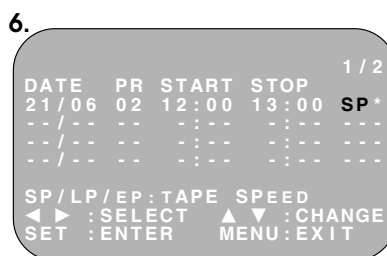 6.
1/2
DATE PR START STOP
21/06 02 12:00 13:00 SP*
--/-- -- -:-- -:-- ---
--/-- -- -:-- -:-- ---
--/-- -- -:-- -:-- ---
SP/LP/EP:TAPE SPEED
◀ ▶ :SELECT ▲ ▼ :CHANGE
SET :ENTER MENU:EXIT